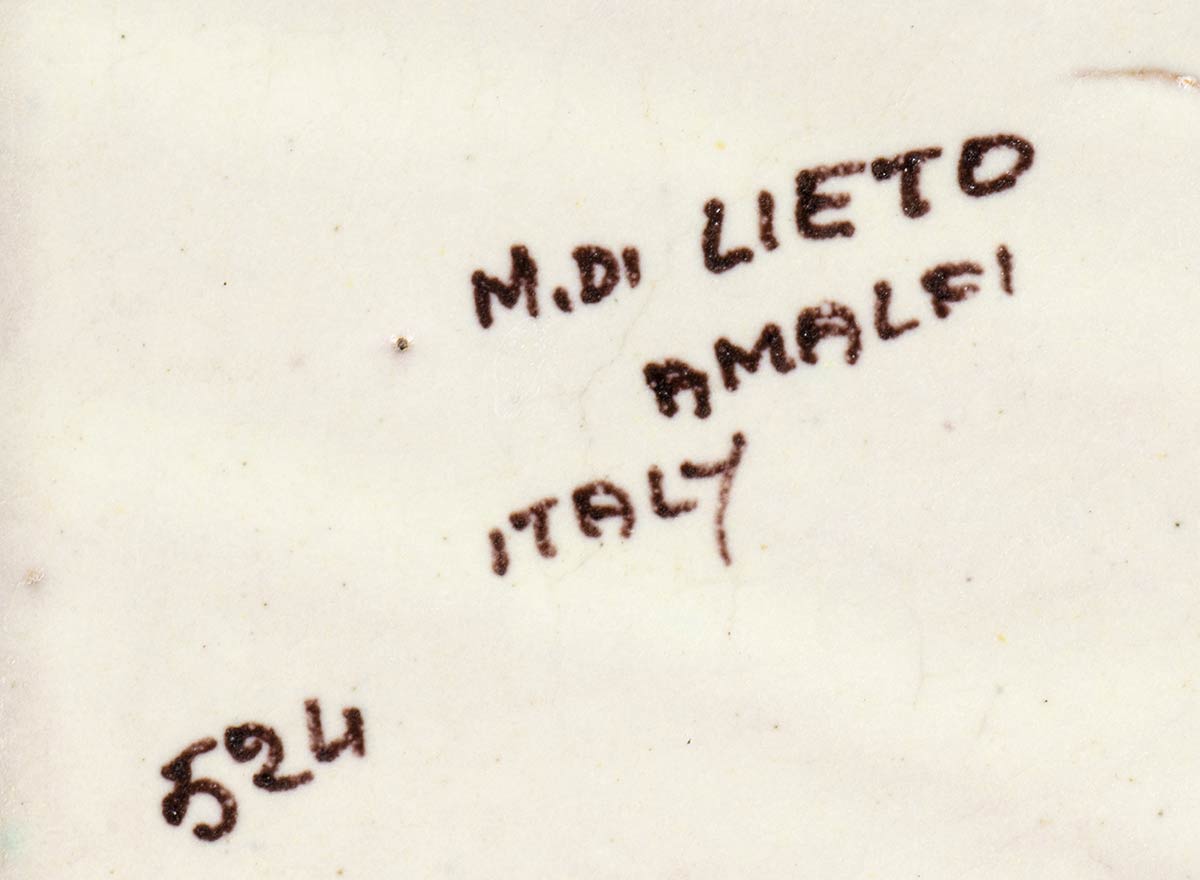 M. DI LIETO
AMALFI
ITALY
524